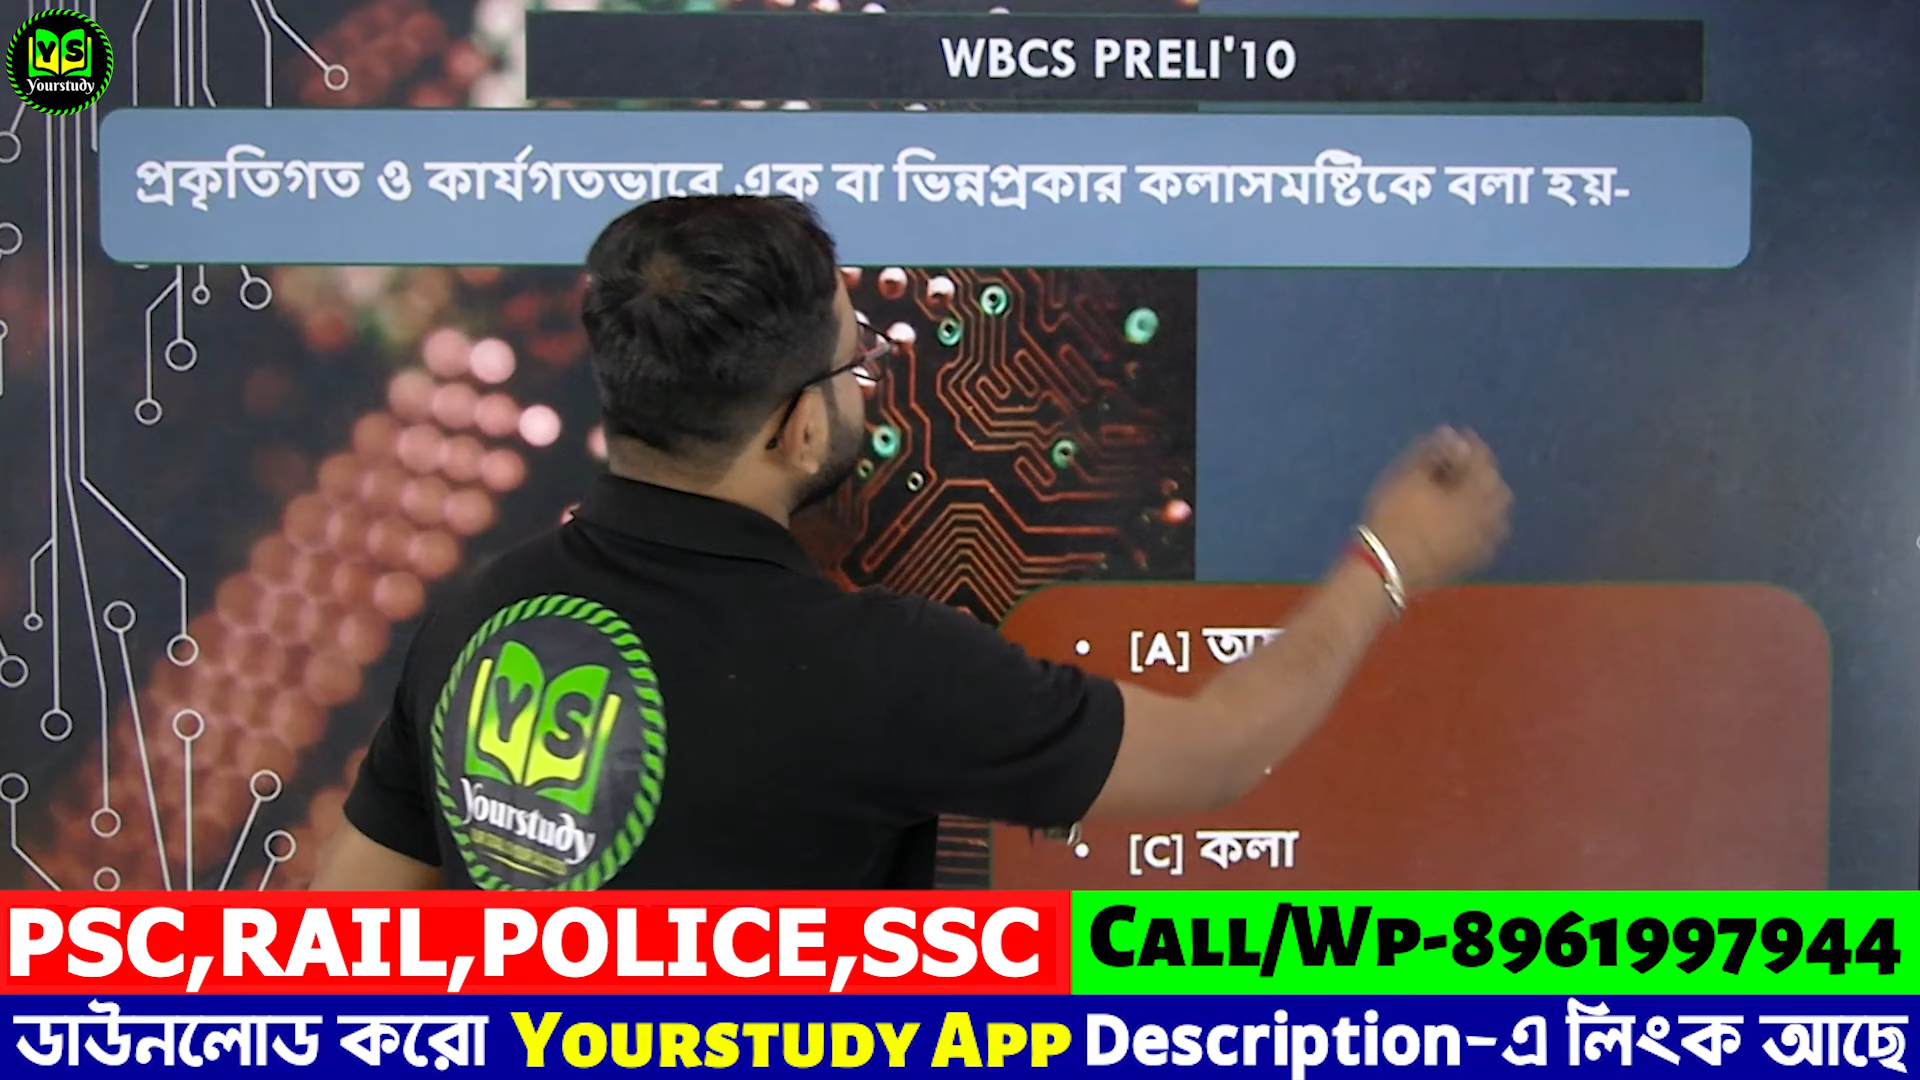 YS
Yourstudy
WBCS PRELI'10
প্রকৃতিগত ও কার্যগতভাবে এক বা ভিন্নপ্রকার কলাসমষ্টিকে বলা হয়-
• [A]
• [C] কলা
YS
Yourstudy
PSC,RAIL,POLICE,SSC
CALL/WP-8961997944
ডাউনলোড করো YOURSTUDY APP Description-এ লিংক আছে